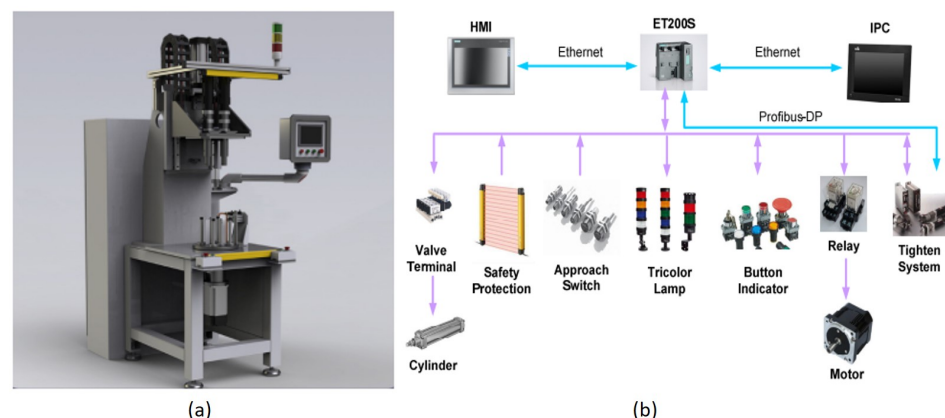 HMI
ET200S
IPC
Ethernet
Ethernet
Profibus-DP
Valve
Terminal
Safety
Protection
Approach
Switch
Tricolor
Lamp
Button
Indicator
Relay
Tighten
System
Cylinder
Motor
(a)
(b)